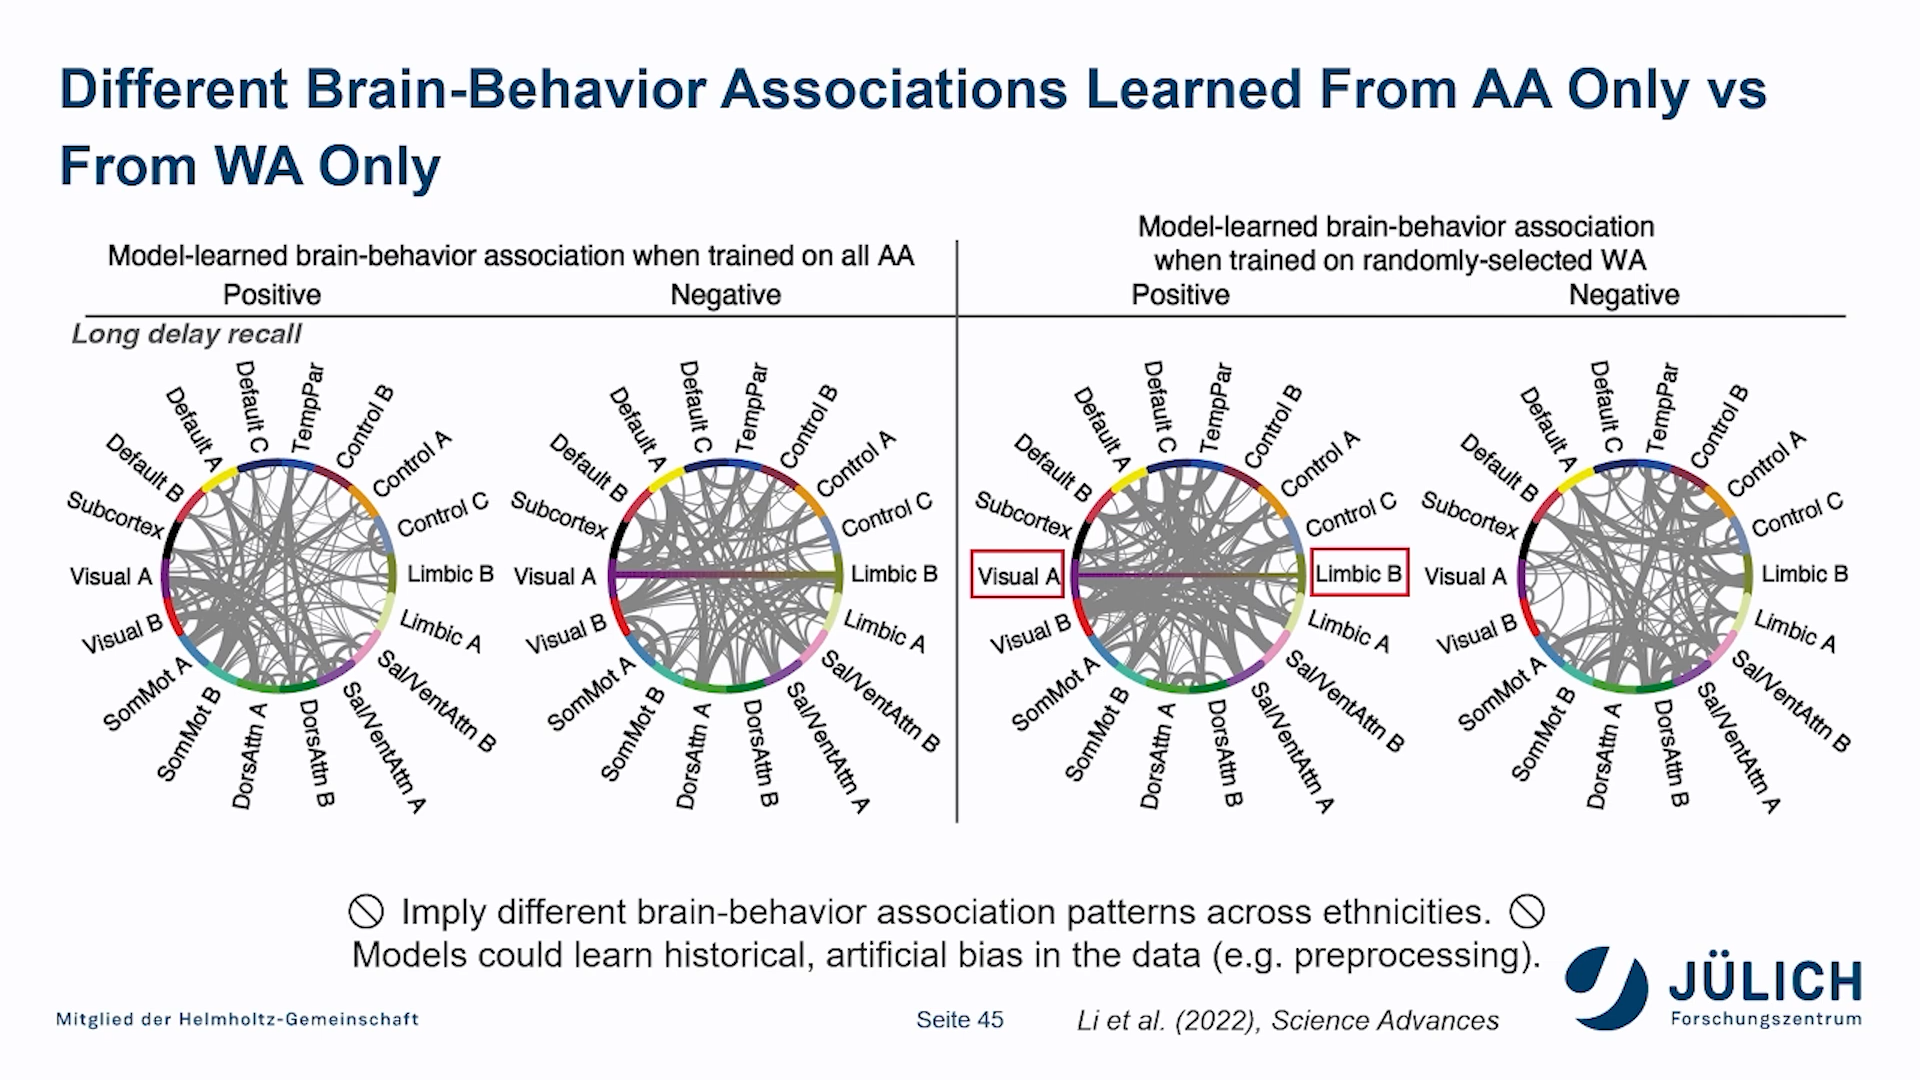 Different Brain-Behavior Associations Learned From AA Only vs
From WA Only
Model-learned brain-behavior association when trained on all AA
Positive
Negative
Model-learned brain-behavior association
when trained on randomly-selected WA
Positive
Negative
Long delay recall
Default C
TempPar
Control B
Control A
Control C
Limbic B
Limbic A
Sal/VentAttn B
Sal/VentAttn A
DorsAttn B
DorsAttn A
SomMot B
SomMot A
Visual B
Visual A
Subcortex
Default B
Default A
Default C
TempPar
Control B
Control A
Control C
Limbic B
Limbic A
Sal/VentAttn B
Sal/VentAttn A
DorsAttn B
DorsAttn A
SomMot B
SomMot A
Visual B
Visual A
Subcortex
Default B
Default A
Default C
TempPar
Control B
Control A
Control C
Limbic B
Limbic A
Sal/VentAttn B
Sal/VentAttn A
DorsAttn B
DorsAttn A
SomMot B
SomMot A
Visual B
Visual A
Subcortex
Default B
Default A
Default C
TempPar
Control B
Control A
Control C
Limbic B
Limbic A
Sal/VentAttn B
Sal/VentAttn A
DorsAttn B
DorsAttn A
SomMot B
SomMot A
Visual B
Visual A
Subcortex
Default B
Default A
Imply different brain-behavior association patterns across ethnicities.
Models could learn historical, artificial bias in the data (e.g. preprocessing).
Mitglied der Helmholtz-Gemeinschaft
Seite 45
Li et al. (2022), Science Advances
JÜLICH
Forschungszentrum